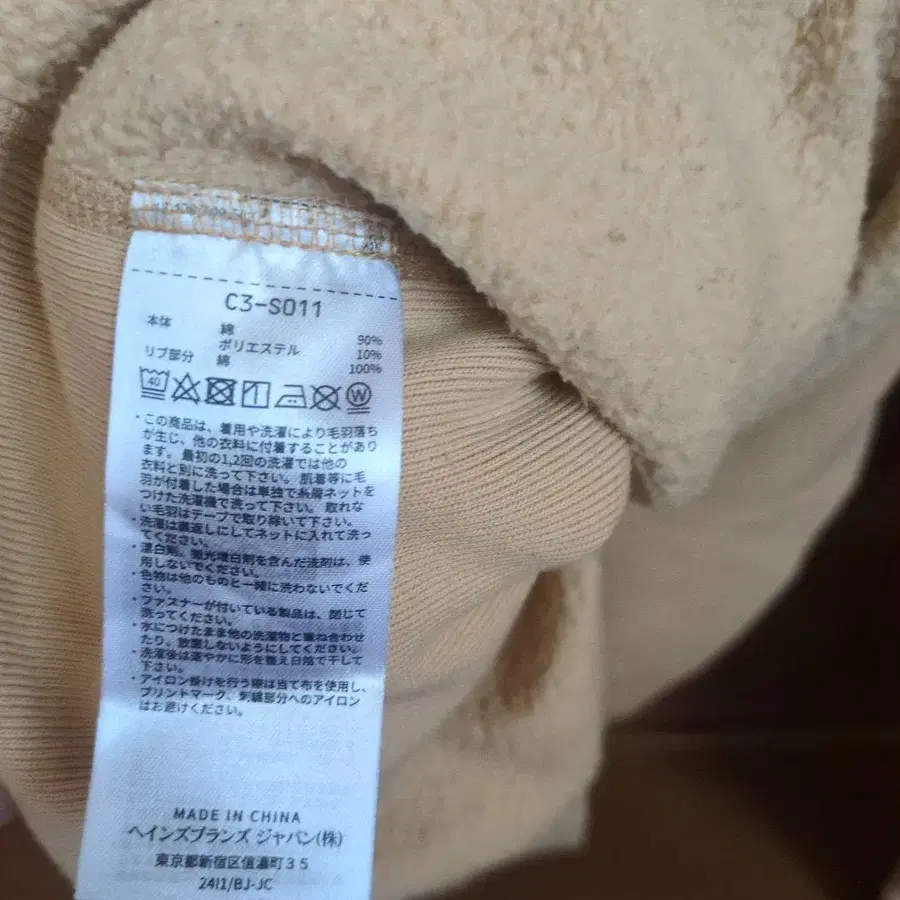 C3-S011
本体 綿 90%
ポリエステル 10%
リブ部分 綿 100%
40 W
・この商品は、着用や洗濯により毛羽落ち
が生じ、他の衣料に付着することがあり
ます。最初の1,2回の洗濯では他の
衣料と別に洗って下さい。肌着等に毛
羽が付着した場合は単独で糸屑ネットを
つけた洗濯機で洗って下さい。取れな
い毛羽はテープで取り除いて下さい。
・洗濯は裏返しにしてネットに入れて洗っ
てください。
・漂白剤、蛍光増白剤を含んだ洗剤は、使
用しないでください。
・色物は他のものと一緒に洗わないでくだ
さい。
・ファスナーが付いている製品は、閉じて
洗ってください。
・水につけたまま他の洗濯物と重ね合わせ
たり、放置しないようにしてください。
・洗濯後は速やかに形を整え日陰で干して
下さい。
・アイロン掛けを行う際は当て布を使用し、
プリントマーク、刺繍部分へのアイロン
はお避けください。
MADE IN CHINA
ヘインズブランズ ジャパン(株)
東京都新宿区信濃町35
24I1/BJ-JC